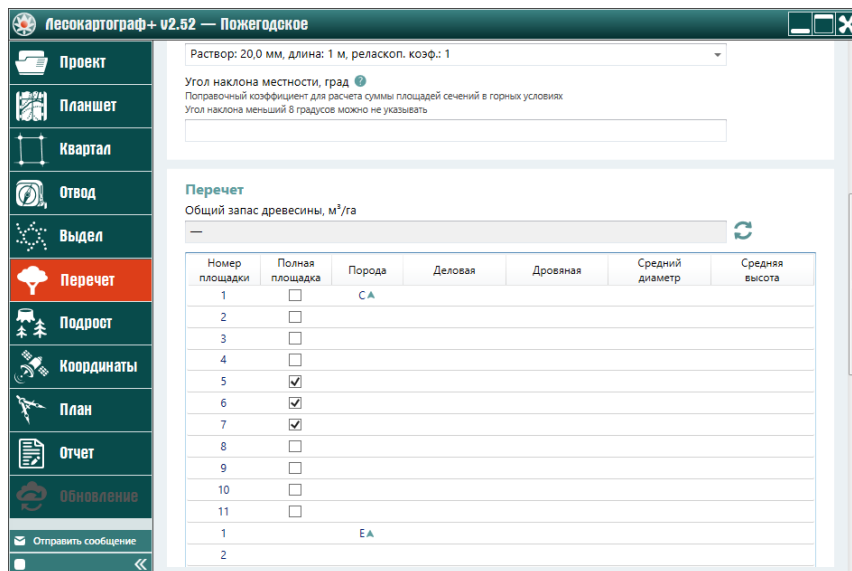 Лесокартограф+ v2.52 — Пожегодское
Проект
Планшет
Квартал
Отвод
Выдел
Перечет
Подрост
Координаты
План
Отчет
Обновление
Отправить сообщение
Раствор: 20,0 мм, длина: 1 м, реласкоп. коэф.: 1
Угол наклона местности, град ?
Поправочный коэффициент для расчета суммы площадей сечений в горных условиях
Угол наклона меньший 8 градусов можно не указывать
Перечет
Общий запас древесины, м³/га
—
Номер площадки Полная площадка Порода Деловая Дровяная Средний диаметр Средняя высота
1 С
2
3
4
5
6
7
8
9
10
11
1 Е
2